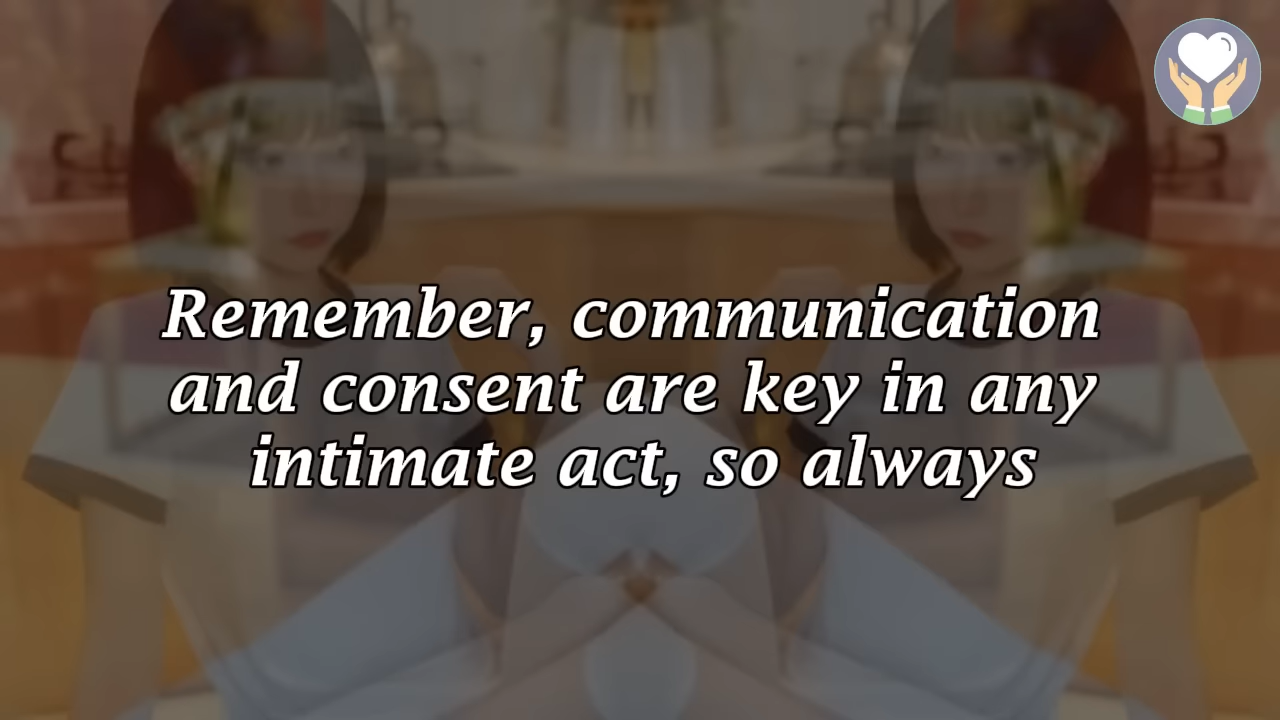 Remember, communication
and consent are key in any
intimate act, so always